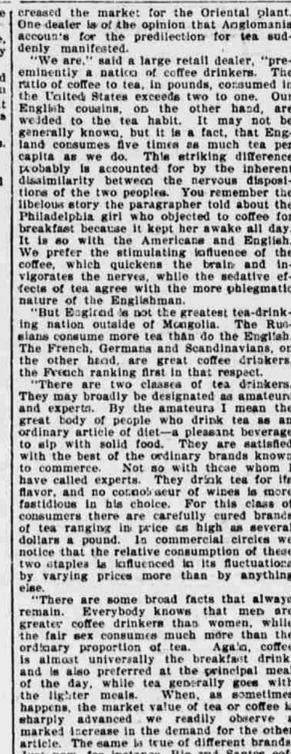 creased the market for the Oriental plant.
One dealer is of the opinion that Anglomania
accounts for the predilection for tea sud-
denly manifested.
"We are," said a large retail dealer, "pre-
eminently a nation of coffee drinkers. The
ratio of coffee to tea, in pounds, consumed in
the United States exceeds two to one. Our
English cousins, on the other hand, are
wedded to the tea habit. It may not be
generally known, but it is a fact, that Eng-
land consumes five times as much tea per
capita as we do. This striking difference
probably is accounted for by the inherent
dissimilarity between the nervous disposi-
tions of the two peoples. You remember the
libelous story the paragrapher told about the
Philadelphia girl who objected to coffee for
breakfast because it kept her awake all day.
It is so with the Americans and English.
We prefer the stimulating influence of the
coffee, which quickens the brain and in-
vigorates the nerves, while the sedative ef-
fects of tea agree with the more phlegmatic
nature of the Englishman.
"But England is not the greatest tea-drink-
ing nation outside of Mongolia. The Rus-
sians consume more tea than do the English.
The French, Germans and Scandinavians, on
the other hand, are great coffee drinkers,
the French ranking first in that respect.
"There are two classes of tea drinkers.
They may broadly be designated as amateurs
and experts. By the amateurs I mean the
great body of people who drink tea as an
ordinary article of diet—a pleasant beverage
to sip with solid food. They are satisfied
with the best of the ordinary brands known
to commerce. Not so with those whom I
have called experts. They drink tea for its
flavor, and no connoisseur of wines is more
fastidious in his choice. For this class of
consumers there are carefully cured brands
of tea ranging in price as high as several
dollars a pound. In commercial circles we
notice that the relative consumption of these
two staples is influenced in its fluctuations
by varying prices more than by anything
else.
"There are some broad facts that always
remain. Everybody knows that men are
greater coffee drinkers than women, while
the fair sex consumes much more than the
ordinary proportion of tea. Again, coffee
is almost universally the breakfast drink
and is also preferred at the principal meal
of the day, while tea generally goes with
the lighter meals. When, as sometimes
happens, the market value of tea or coffee is
sharply advanced we readily observe a
marked increase in the demand for the other
article. The same is true of different brands.